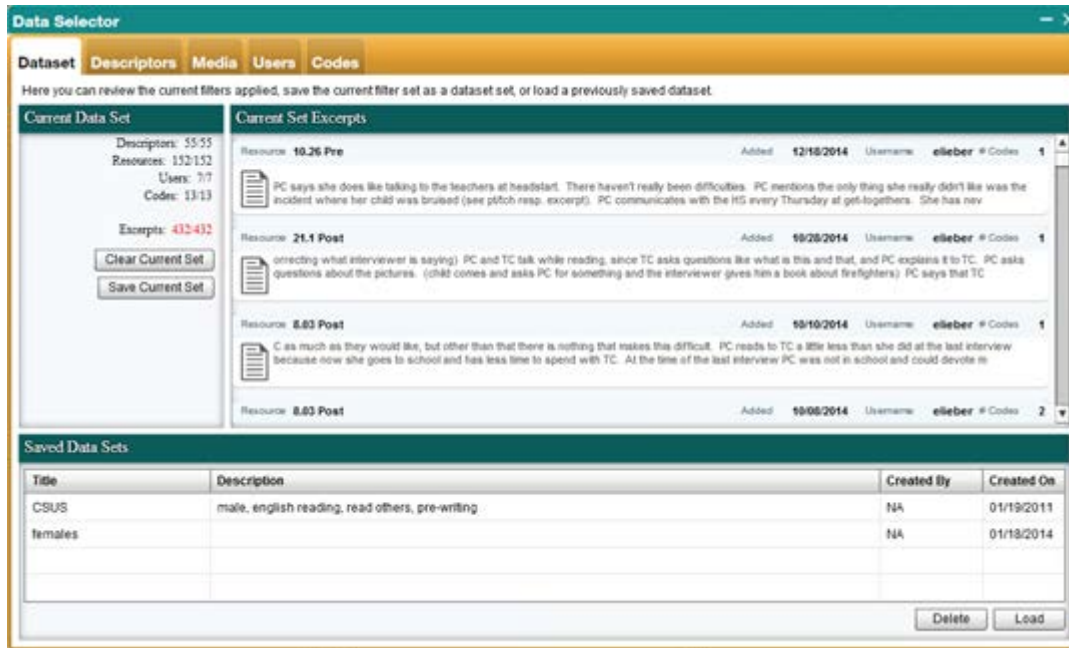 Data Selector
Dataset Descriptors Media Users Codes
Here you can review the current filters applied, save the current filter set as a dataset set, or load a previously saved dataset.
Current Data Set
Descriptors: 55:55
Resources: 152:152
Users: 7:7
Codes: 13:13
Excerpts: 432:432
Clear Current Set
Save Current Set
Current Set Excerpts
Resource 10.26 Pre Added 12/18/2014 Username elieber # Codes 1
PC says she does like talking to the teachers at headstart. There haven't really been difficulties. PC mentions the only thing she really didn't like was the
incident where her child was bruised (see pt/tch resp. excerpt). PC communicates with the HS every Thursday at get-togethers. She has nev
Resource 21.1 Post Added 10/28/2014 Username elieber # Codes 1
orrecting what interviewer is saying) PC and TC talk while reading, since TC asks questions like what is this and that, and PC explains it to TC. PC asks
questions about the pictures. (child comes and asks PC for something and the interviewer gives him a book about firefighters) PC says that TC
Resource 8.03 Post Added 10/10/2014 Username elieber # Codes 1
C as much as they would like, but other than that there is nothing that makes this difficult. PC reads to TC a little less than she did at the last interview
because now she goes to school and has less time to spend with TC. At the time of the last interview PC was not in school and could devote m
Resource 8.03 Post Added 10/08/2014 Username elieber # Codes 2
Saved Data Sets
Title Description Created By Created On
CSUS male, english reading, read others, pre-writing NA 01/19/2011
females NA 01/18/2014
Delete Load